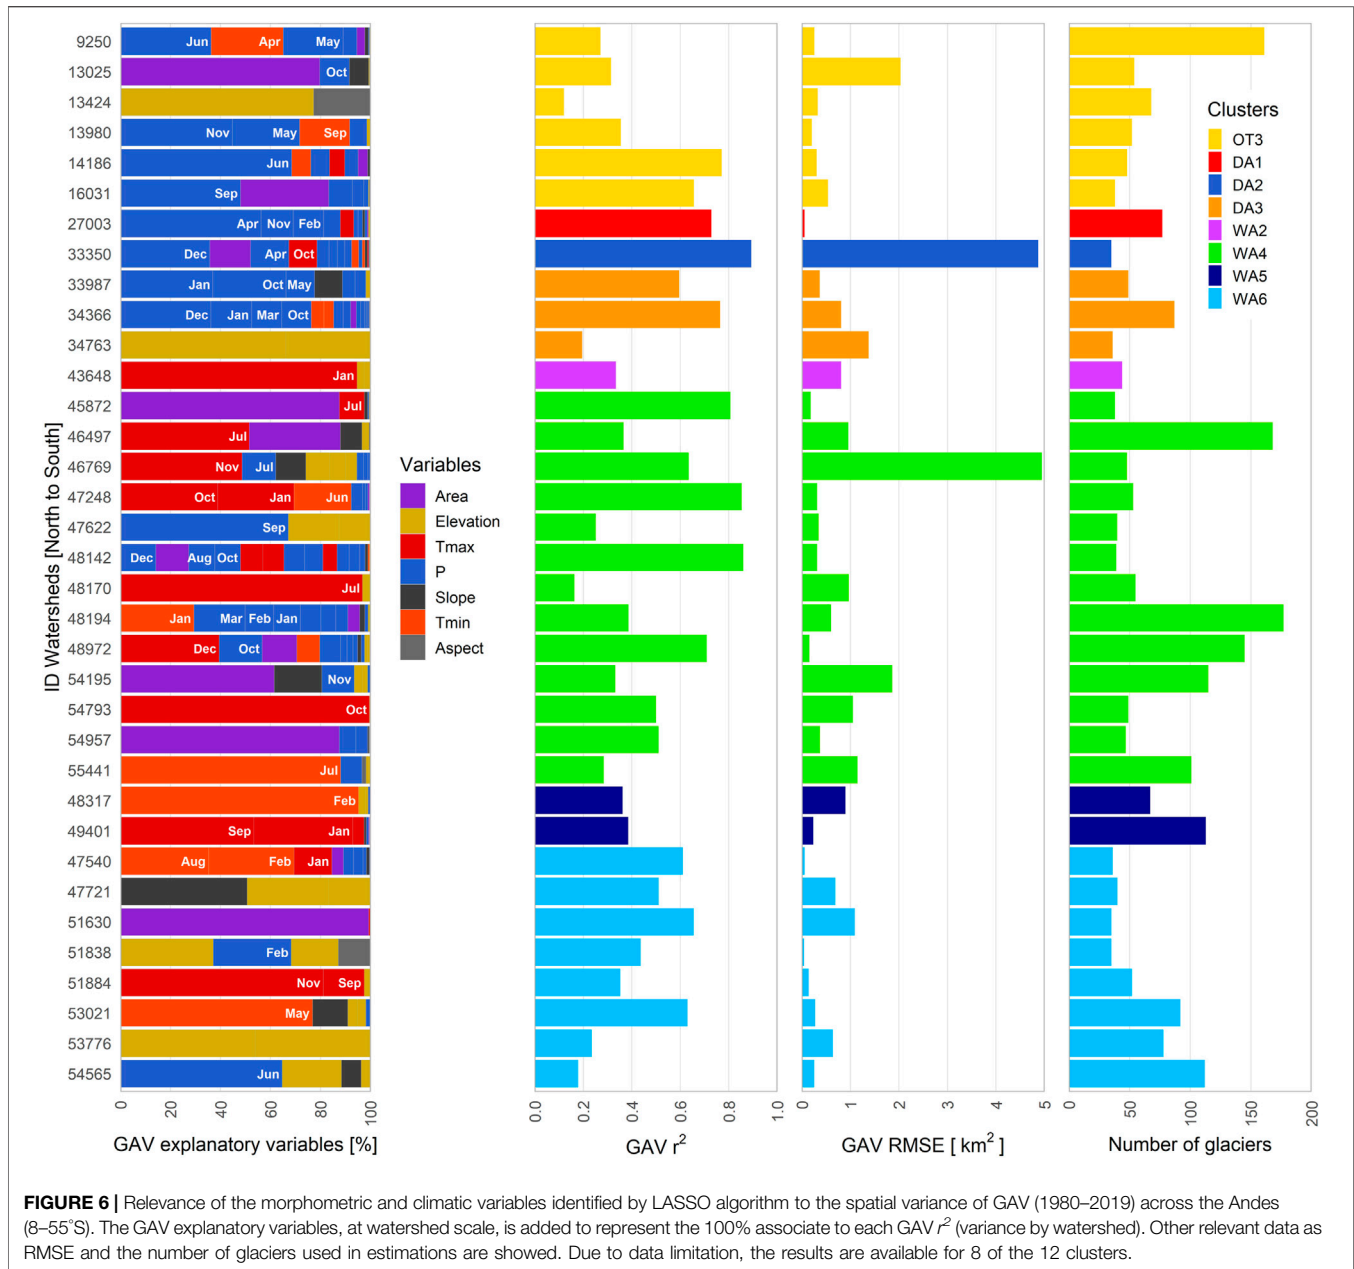 9250 Jun Apr May
13025 Oct
13424
13980 Nov May Sep
14186 Jun
16031 Sep
27003 Apr Nov Feb
33350 Dec Apr Oct
33987 Jan Oct May
34366 Dec Jan Mar Oct
34763
43648 Jan
45872 Jul
46497 Jul
46769 Nov Jul
47248 Oct Jan Jun
47622 Sep
48142 Dec Aug Oct
48170 Jul
48194 Jan Mar Feb Jan
48972 Dec Oct
54195 Nov
54793 Oct
54957
55441 Jul
48317 Feb
49401 Sep Jan
47540 Aug Feb Jan
47721
51630
51838 Feb
51884 Nov Sep
53021 May
53776
54565 Jun
ID Watersheds [North to South]
0 20 40 60 80 100
GAV explanatory variables [%]
Variables
Area
Elevation
Tmax
P
Slope
Tmin
Aspect
0.0 0.2 0.4 0.6 0.8 1.0
GAV r²
0 1 2 3 4 5
GAV RMSE [ km² ]
Clusters
OT3
DA1
DA2
DA3
WA2
WA4
WA5
WA6
0 50 100 150 200
Number of glaciers
FIGURE 6 | Relevance of the morphometric and climatic variables identified by LASSO algorithm to the spatial variance of GAV (1980–2019) across the Andes
(8–55°S). The GAV explanatory variables, at watershed scale, is added to represent the 100% associate to each GAV r² (variance by watershed). Other relevant data as
RMSE and the number of glaciers used in estimations are showed. Due to data limitation, the results are available for 8 of the 12 clusters.